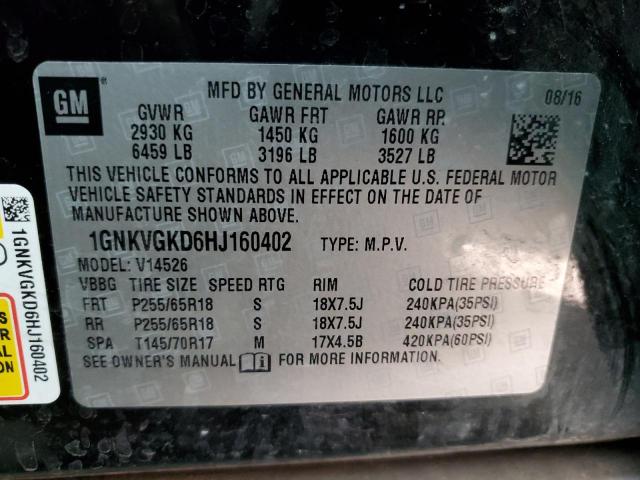 GM
MFD BY GENERAL MOTORS LLC 08/16
GVWR GAWR FRT GAWR RR
2930 KG 1450 KG 1600 KG
6459 LB 3196 LB 3527 LB
THIS VEHICLE CONFORMS TO ALL APPLICABLE U.S. FEDERAL MOTOR
VEHICLE SAFETY STANDARDS IN EFFECT ON THE DATE OF
MANUFACTURE SHOWN ABOVE.
1GNKVGKD6HJ160402 TYPE: M.P.V.
MODEL: V14526
VBBG TIRE SIZE SPEED RTG RIM COLD TIRE PRESSURE
FRT P255/65R18 S 18X7.5J 240KPA(35PSI)
RR P255/65R18 S 18X7.5J 240KPA(35PSI)
SPA T145/70R17 M 17X4.5B 420KPA(60PSI)
SEE OWNER'S MANUAL FOR MORE INFORMATION
1GNKVGKD6HJ160402